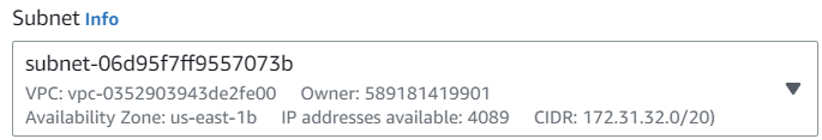 Subnet Info
subnet-06d95f7ff9557073b
VPC: vpc-0352903943de2fe00 Owner: 589181419901
Availability Zone: us-east-1b IP addresses available: 4089 CIDR: 172.31.32.0/20)